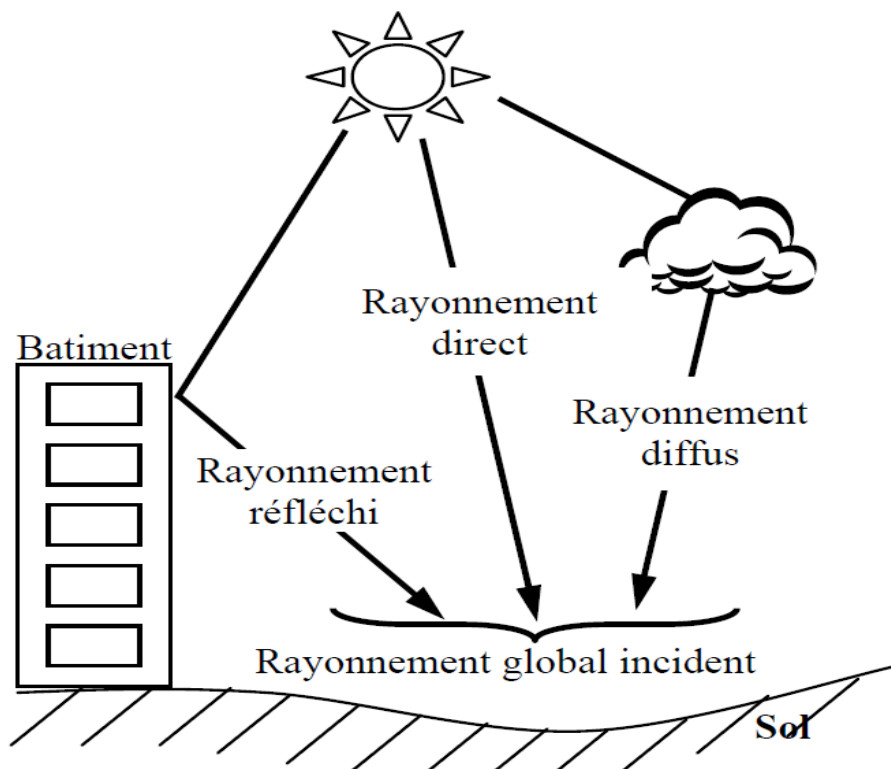 Rayonnement
direct
Batiment
Rayonnement
diffus
Rayonnement
réfléchi
Rayonnement global incident
Sol